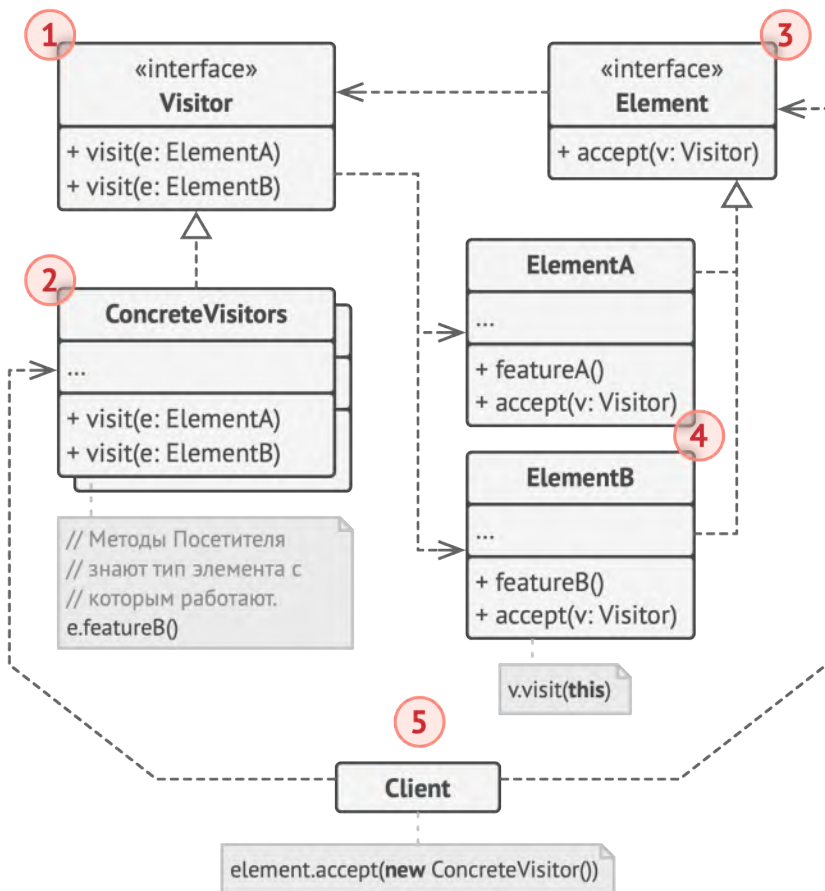 1
«interface»
Visitor
+ visit(e: ElementA)
+ visit(e: ElementB)
2
ConcreteVisitors
...
+ visit(e: ElementA)
+ visit(e: ElementB)
// Методы Посетителя
// знают тип элемента с
// которым работают.
e.featureB()
3
«interface»
Element
+ accept(v: Visitor)
ElementA
...
+ featureA()
+ accept(v: Visitor)
4
ElementB
...
+ featureB()
+ accept(v: Visitor)
v.visit(this)
5
Client
element.accept(new ConcreteVisitor())